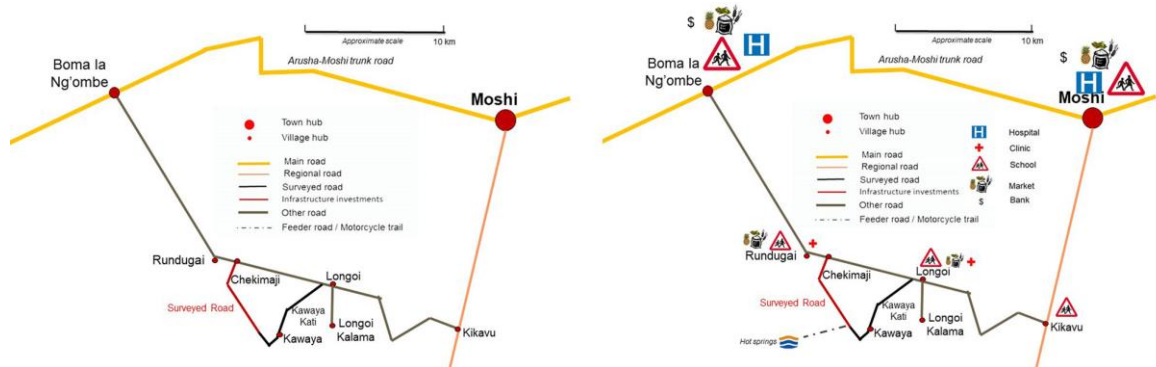 Approximate scale
10 km
Arusha-Moshi trunk road
Boma la
Ng'ombe
Moshi
Town hub
Village hub
Main road
Regional road
Surveyed road
Infrastructure investments
Other road
Feeder road / Motorcycle trail
Rundugai
Chekimaji
Longoi
Surveyed Road
Kawaya
Kati
Longoi
Kalama
Kawaya
Kikavu
$
H
Approximate scale
10 km
Arusha-Moshi trunk road
Boma la
Ng'ombe
$
H
Moshi
Town hub
Village hub
Main road
Regional road
Surveyed road
Infrastructure investments
Other road
Feeder road / Motorcycle trail
H Hospital
Clinic
School
Market
$ Bank
Rundugai
Chekimaji
Longoi
Surveyed Road
Kawaya
Kati
Longoi
Kalama
Kawaya
Hot springs
Kikavu